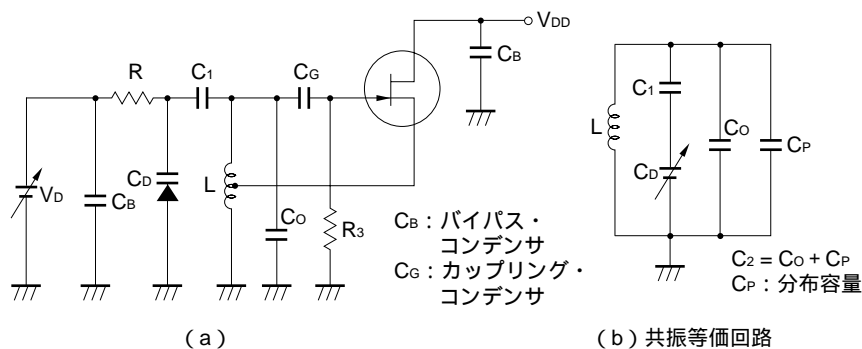 VDD
CB
R
C1
CG
VD
CB
CD
L
CO
R3
CB：バイパス・
コンデンサ
CG：カップリング・
コンデンサ
(a)
L
C1
CD
CO
CP
C2 = CO + CP
CP：分布容量
(b) 共振等価回路